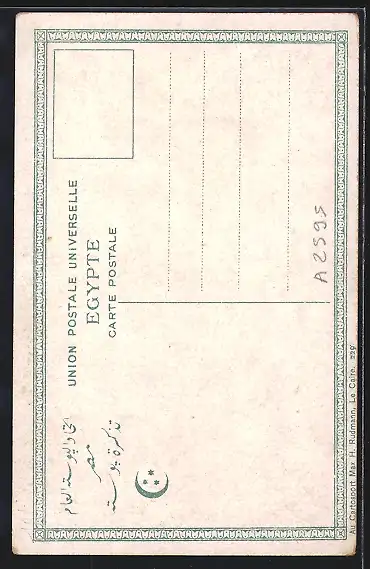 UNION POSTALE UNIVERSELLE
EGYPTE
CARTE POSTALE
اتحاد البوستة العام
مصر
تذكرة بوستة
A2595
Au Cartosport Max H. Rudmann, Le Caire. 229